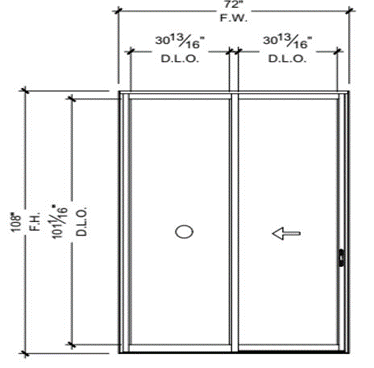 72"
F.W.
30 13/16" 30 13/16"
D.L.O. D.L.O.
108"
F.H.
101 1/16"
D.L.O.